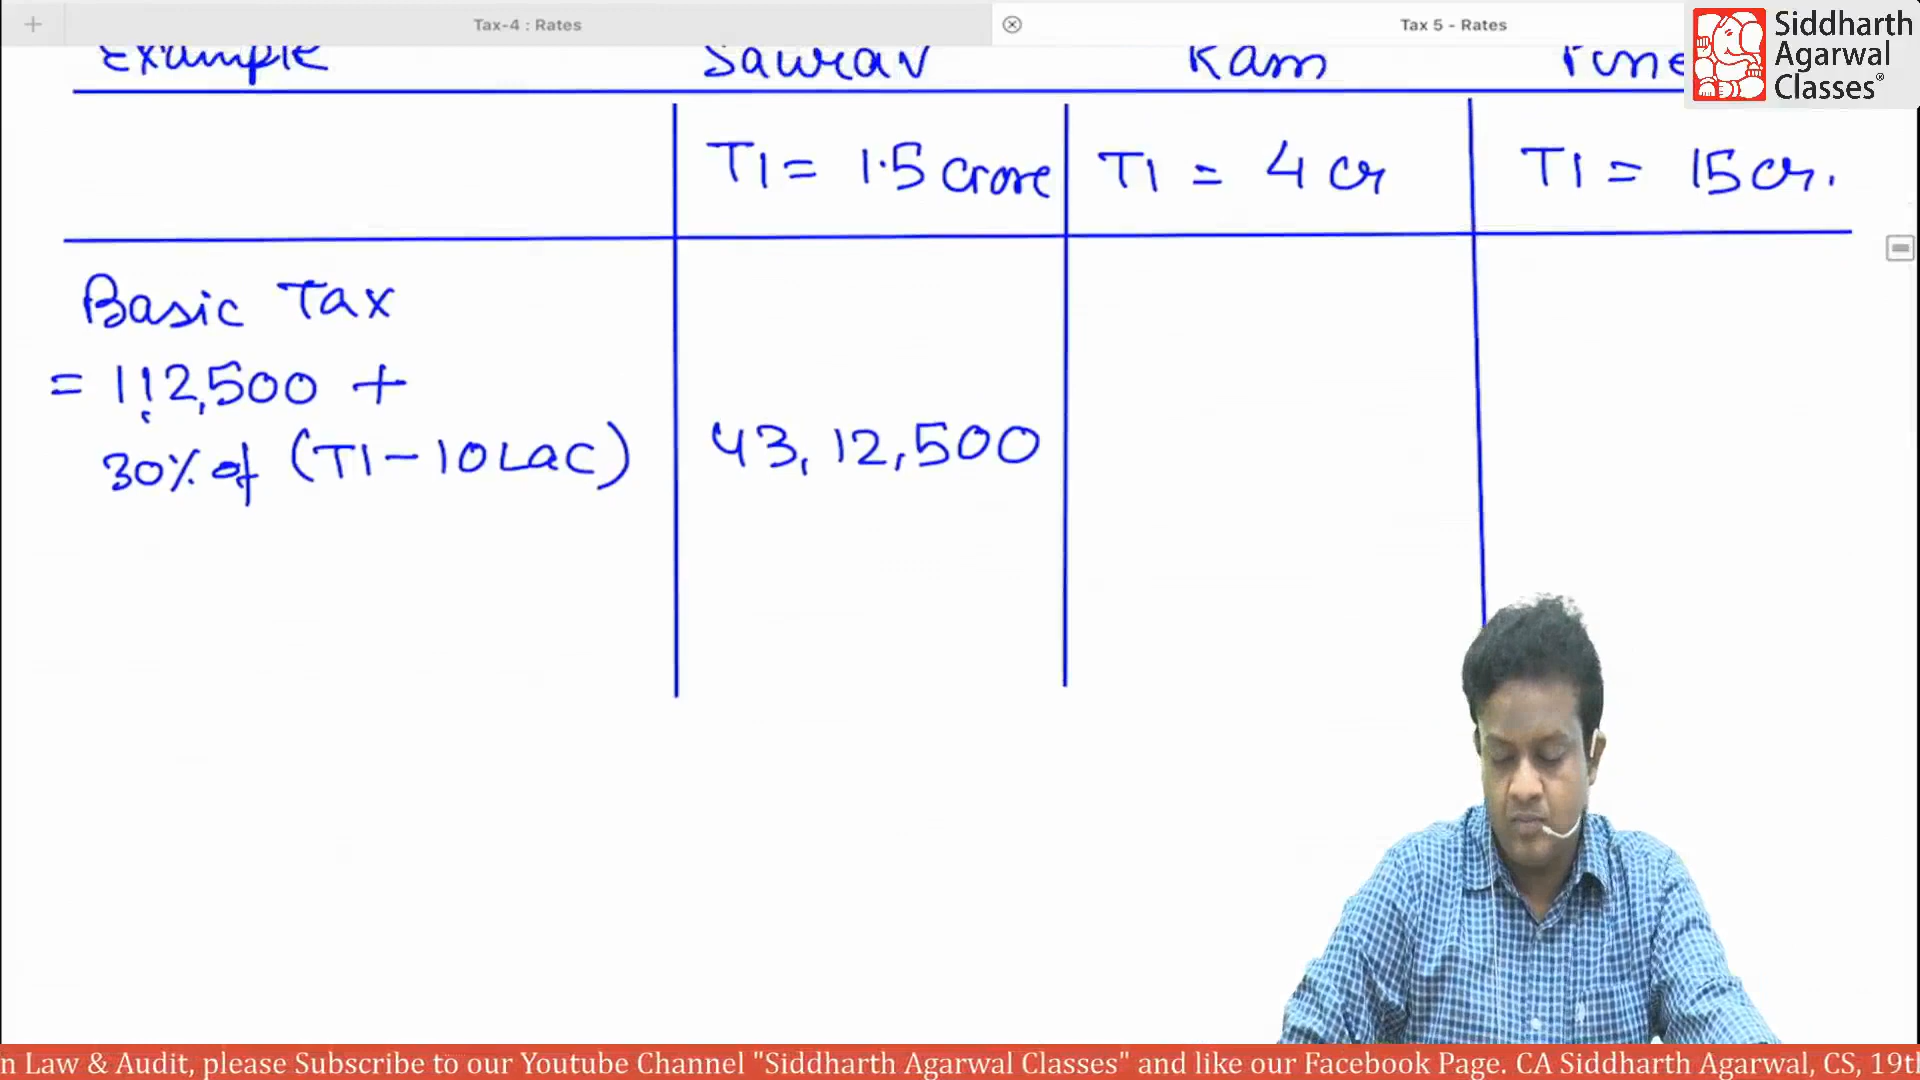 Tax-4 : Rates
Tax 5 - Rates
Siddharth
Agarwal
Classes®
Example Saurav Ram
TI = 1.5 crore TI = 4 cr TI = 15 cr.
Basic Tax
= 112,500 +
30% of (TI - 10 Lac) 43,12,500
n Law & Audit, please Subscribe to our Youtube Channel "Siddharth Agarwal Classes" and like our Facebook Page. CA Siddharth Agarwal, CS, 19th